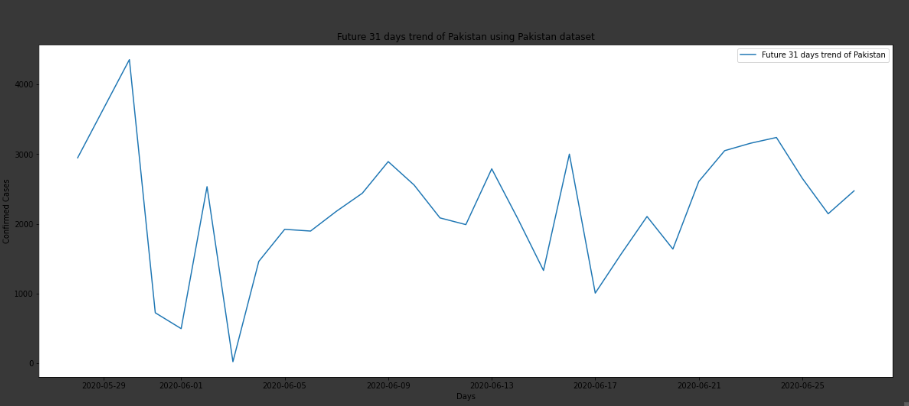 Future 31 days trend of Pakistan using Pakistan dataset
Future 31 days trend of Pakistan
4000
3000
2000
1000
0
Confirmed Cases
2020-05-29 2020-06-01 2020-06-05 2020-06-09 2020-06-13 2020-06-17 2020-06-21 2020-06-25
Days